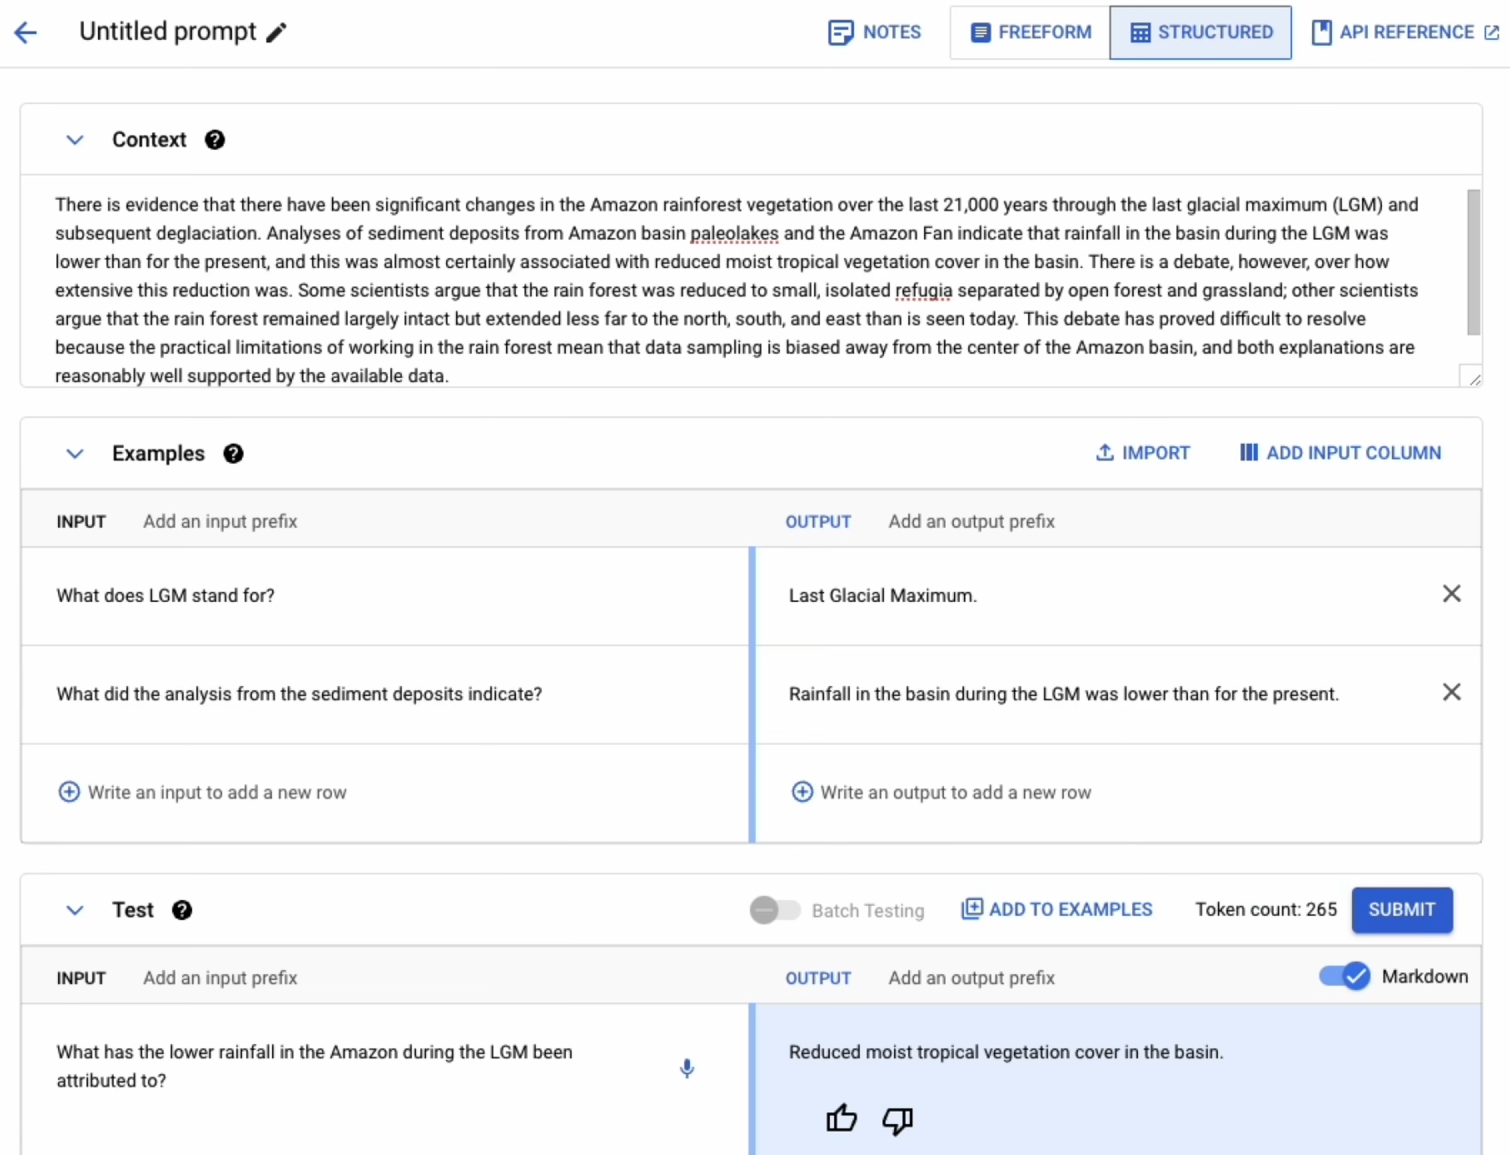 Untitled prompt
NOTES
FREEFORM
STRUCTURED
API REFERENCE
Context
There is evidence that there have been significant changes in the Amazon rainforest vegetation over the last 21,000 years through the last glacial maximum (LGM) and
subsequent deglaciation. Analyses of sediment deposits from Amazon basin paleolakes and the Amazon Fan indicate that rainfall in the basin during the LGM was
lower than for the present, and this was almost certainly associated with reduced moist tropical vegetation cover in the basin. There is a debate, however, over how
extensive this reduction was. Some scientists argue that the rain forest was reduced to small, isolated refugia separated by open forest and grassland; other scientists
argue that the rain forest remained largely intact but extended less far to the north, south, and east than is seen today. This debate has proved difficult to resolve
because the practical limitations of working in the rain forest mean that data sampling is biased away from the center of the Amazon basin, and both explanations are
reasonably well supported by the available data.
Examples
IMPORT
ADD INPUT COLUMN
INPUT
Add an input prefix
OUTPUT
Add an output prefix
What does LGM stand for?
Last Glacial Maximum.
What did the analysis from the sediment deposits indicate?
Rainfall in the basin during the LGM was lower than for the present.
Write an input to add a new row
Write an output to add a new row
Test
Batch Testing
ADD TO EXAMPLES
Token count: 265
SUBMIT
INPUT
Add an input prefix
OUTPUT
Add an output prefix
Markdown
What has the lower rainfall in the Amazon during the LGM been
attributed to?
Reduced moist tropical vegetation cover in the basin.